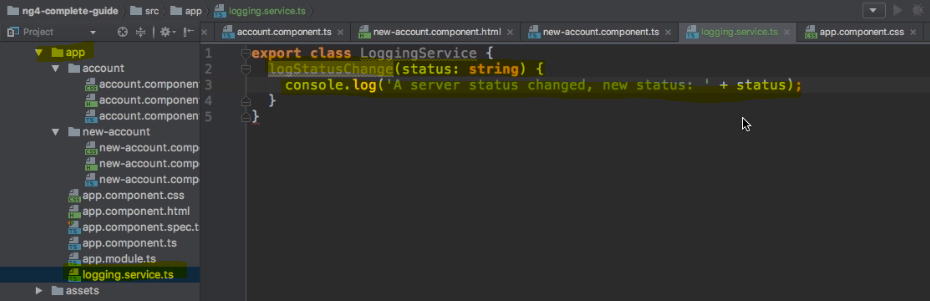 ng4-complete-guide src app logging.service.ts
Project account.component.ts new-account.component.html new-account.component.ts logging.service.ts app.component.css
app
account
account.componen
account.componen
account.componen
new-account
new-account.comp
new-account.comp
new-account.comp
app.component.css
app.component.html
app.component.spec.t
app.component.ts
app.module.ts
logging.service.ts
assets
1 export class LoggingService {
2 logStatusChange(status: string) {
3 console.log('A server status changed, new status: ' + status);
4 }
5 }